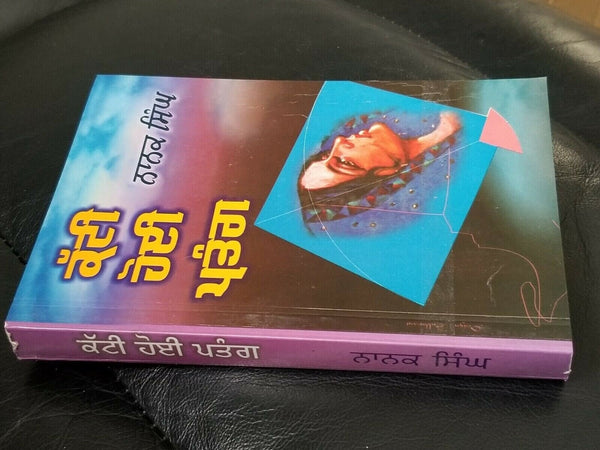 ਨਾਨਕ ਸਿੰਘ
ਕੱਟੀ
ਹੋਈ
ਪਤੰਗ
ਕੱਟੀ ਹੋਈ ਪਤੰਗ ਨਾਨਕ ਸਿੰਘ